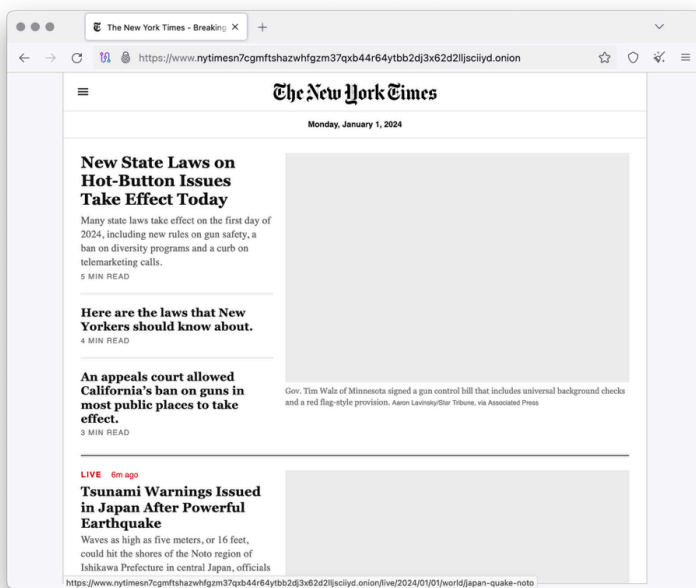 The New York Times - Breaking
https://www.nytimesn7cgmftshazwhfgzm37qxb44r64ytbb2dj3x62d2lljsciiyd.onion
The New York Times
Monday, January 1, 2024
New State Laws on
Hot-Button Issues
Take Effect Today
Many state laws take effect on the first day of
2024, including new rules on gun safety, a
ban on diversity programs and a curb on
telemarketing calls.
5 MIN READ
Here are the laws that New
Yorkers should know about.
4 MIN READ
An appeals court allowed
California’s ban on guns in
most public places to take
effect.
3 MIN READ
Gov. Tim Walz of Minnesota signed a gun control bill that includes universal background checks
and a red flag-style provision. Aaron Lavinsky/Star Tribune, via Associated Press
LIVE 6m ago
Tsunami Warnings Issued
in Japan After Powerful
Earthquake
Waves as high as five meters, or 16 feet,
could hit the shores of the Noto region of
Ishikawa Prefecture in central Japan, officials
https://www.nytimesn7cgmftshazwhfgzm37qxb44r64ytbb2dj3x62d2lljsciiyd.onion/live/2024/01/01/world/japan-quake-noto